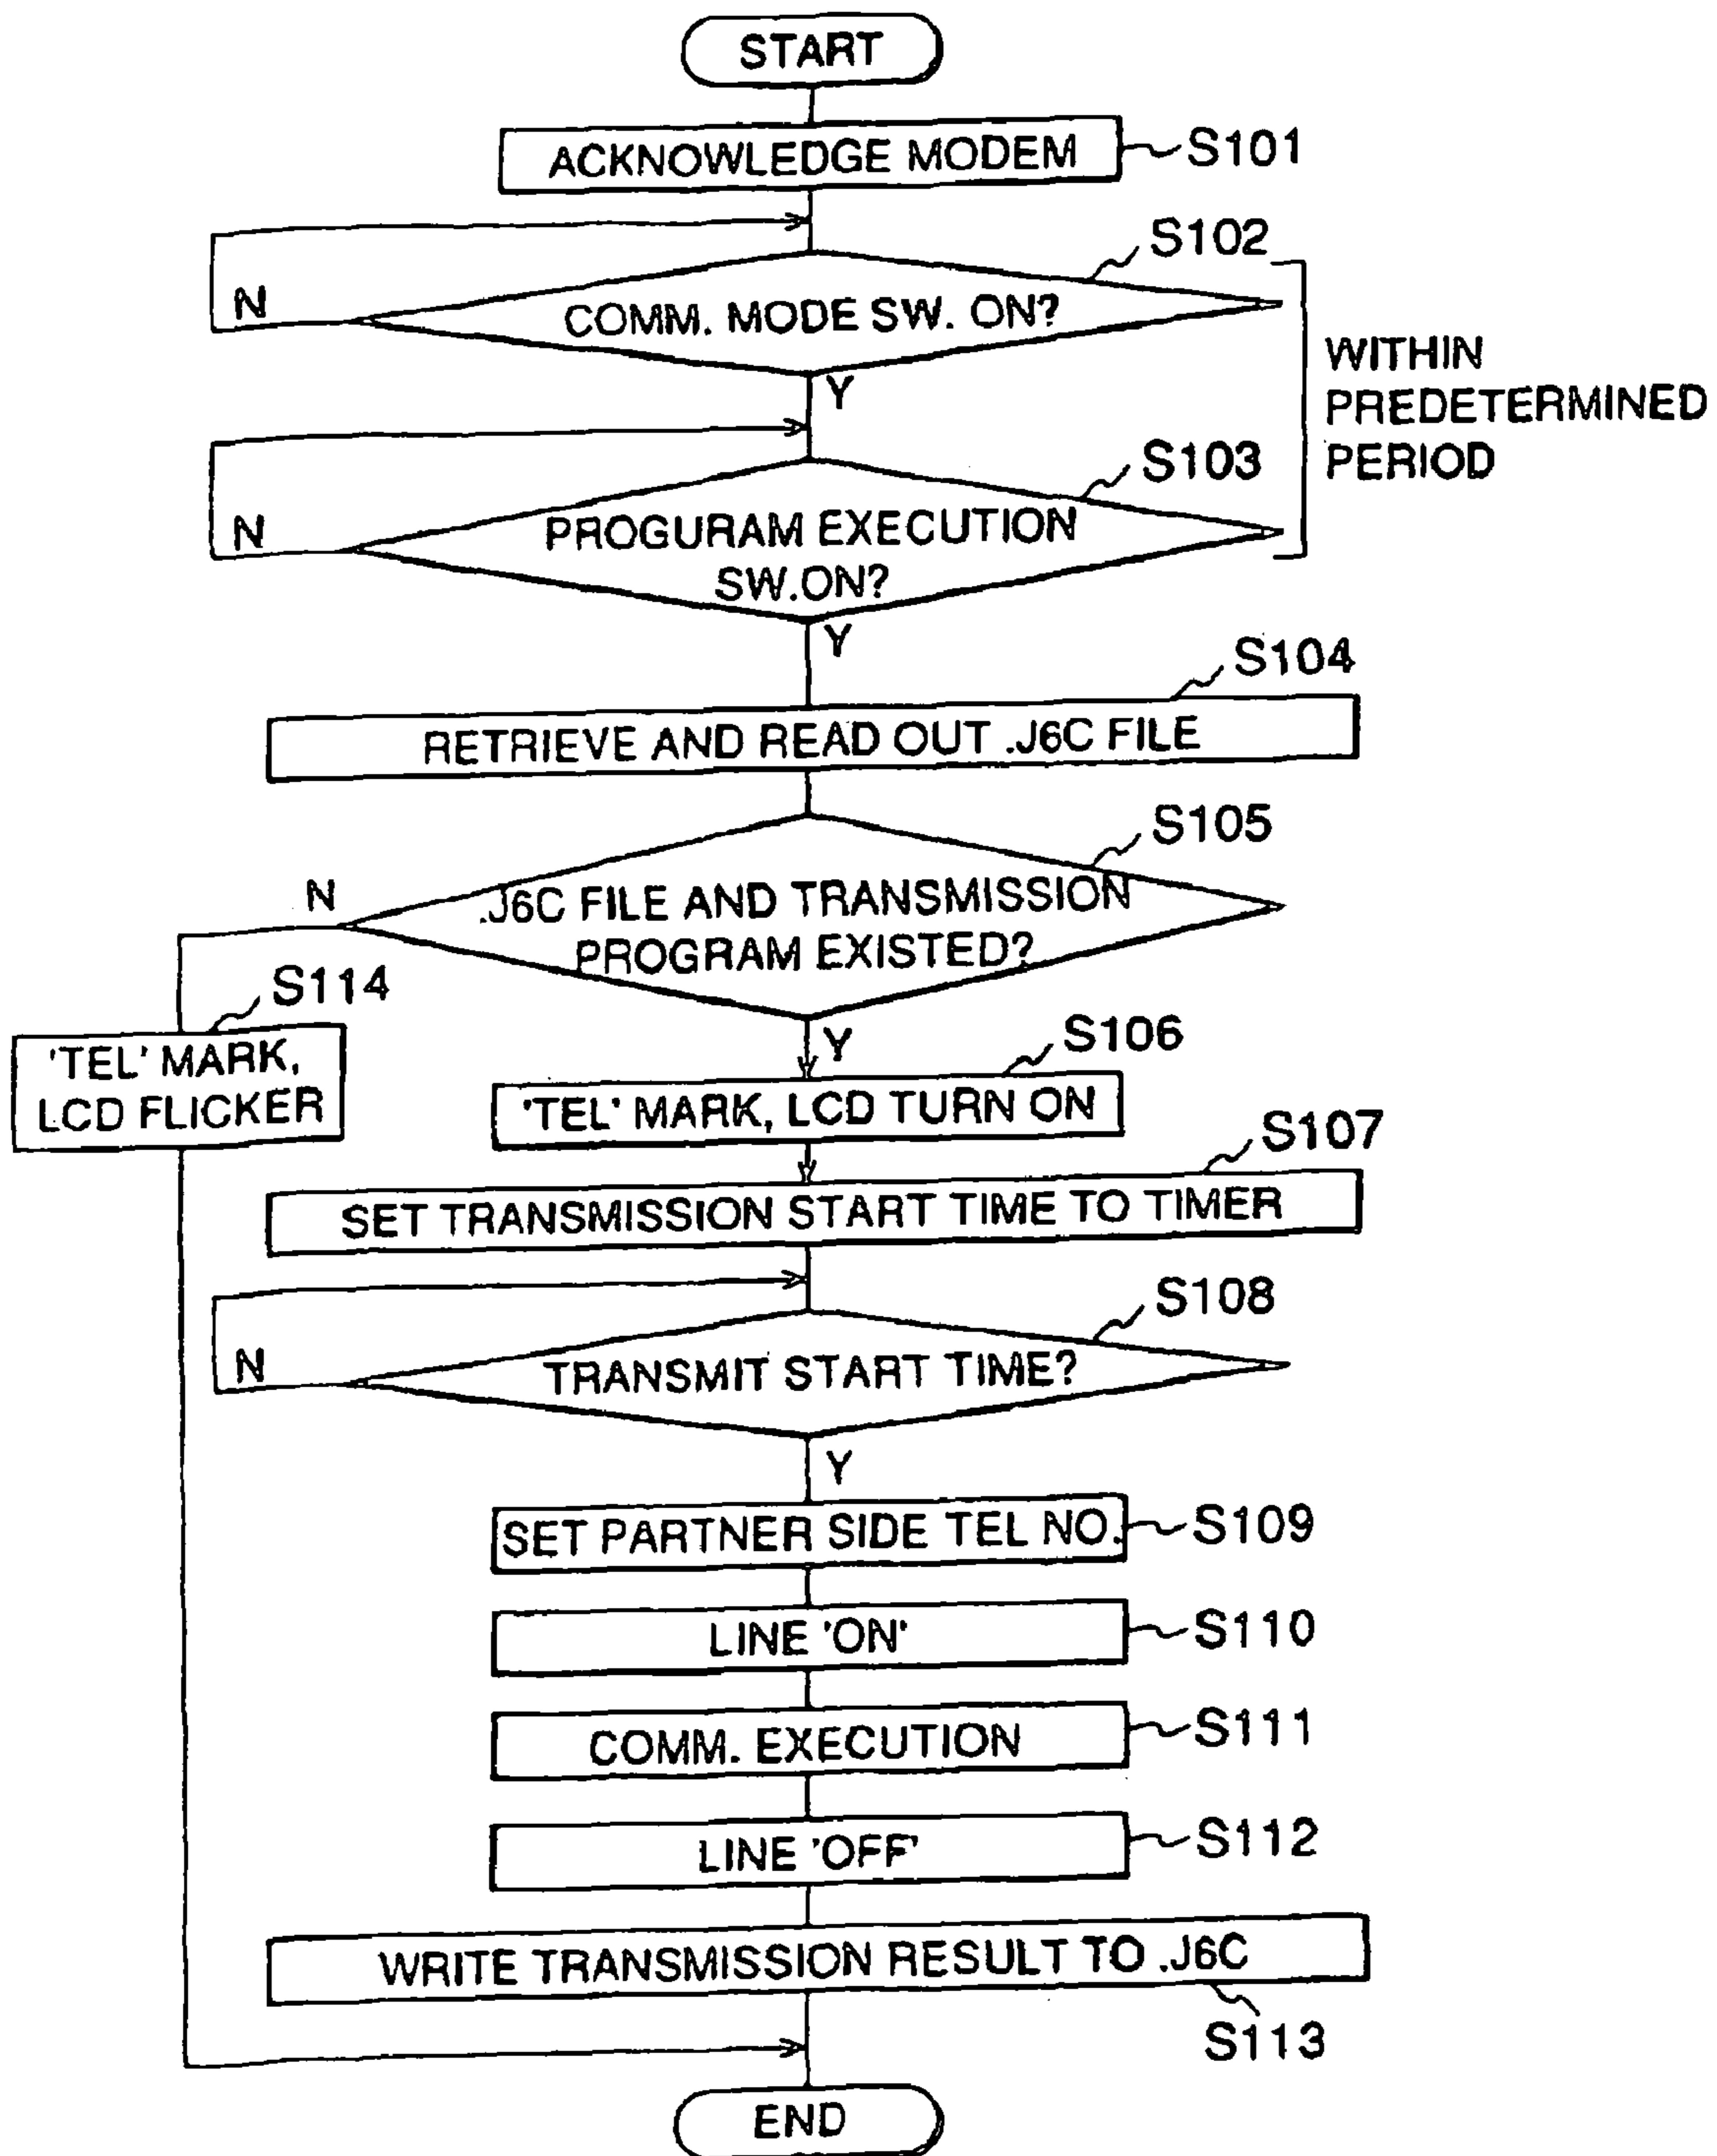 START
ACKNOWLEDGE MODEM
S101
S102
N
COMM. MODE SW. ON?
Y
WITHIN
PREDETERMINED
PERIOD
S103
N
PROGURAM EXECUTION
SW.ON?
Y
S104
RETRIEVE AND READ OUT .J6C FILE
S105
N
.J6C FILE AND TRANSMISSION
PROGRAM EXISTED?
S114
'TEL' MARK,
LCD FLICKER
Y
S106
'TEL' MARK, LCD TURN ON
S107
SET TRANSMISSION START TIME TO TIMER
S108
N
TRANSMIT START TIME?
Y
SET PARTNER SIDE TEL NO.
S109
LINE 'ON'
S110
COMM. EXECUTION
S111
LINE 'OFF'
S112
WRITE TRANSMISSION RESULT TO .J6C
S113
END